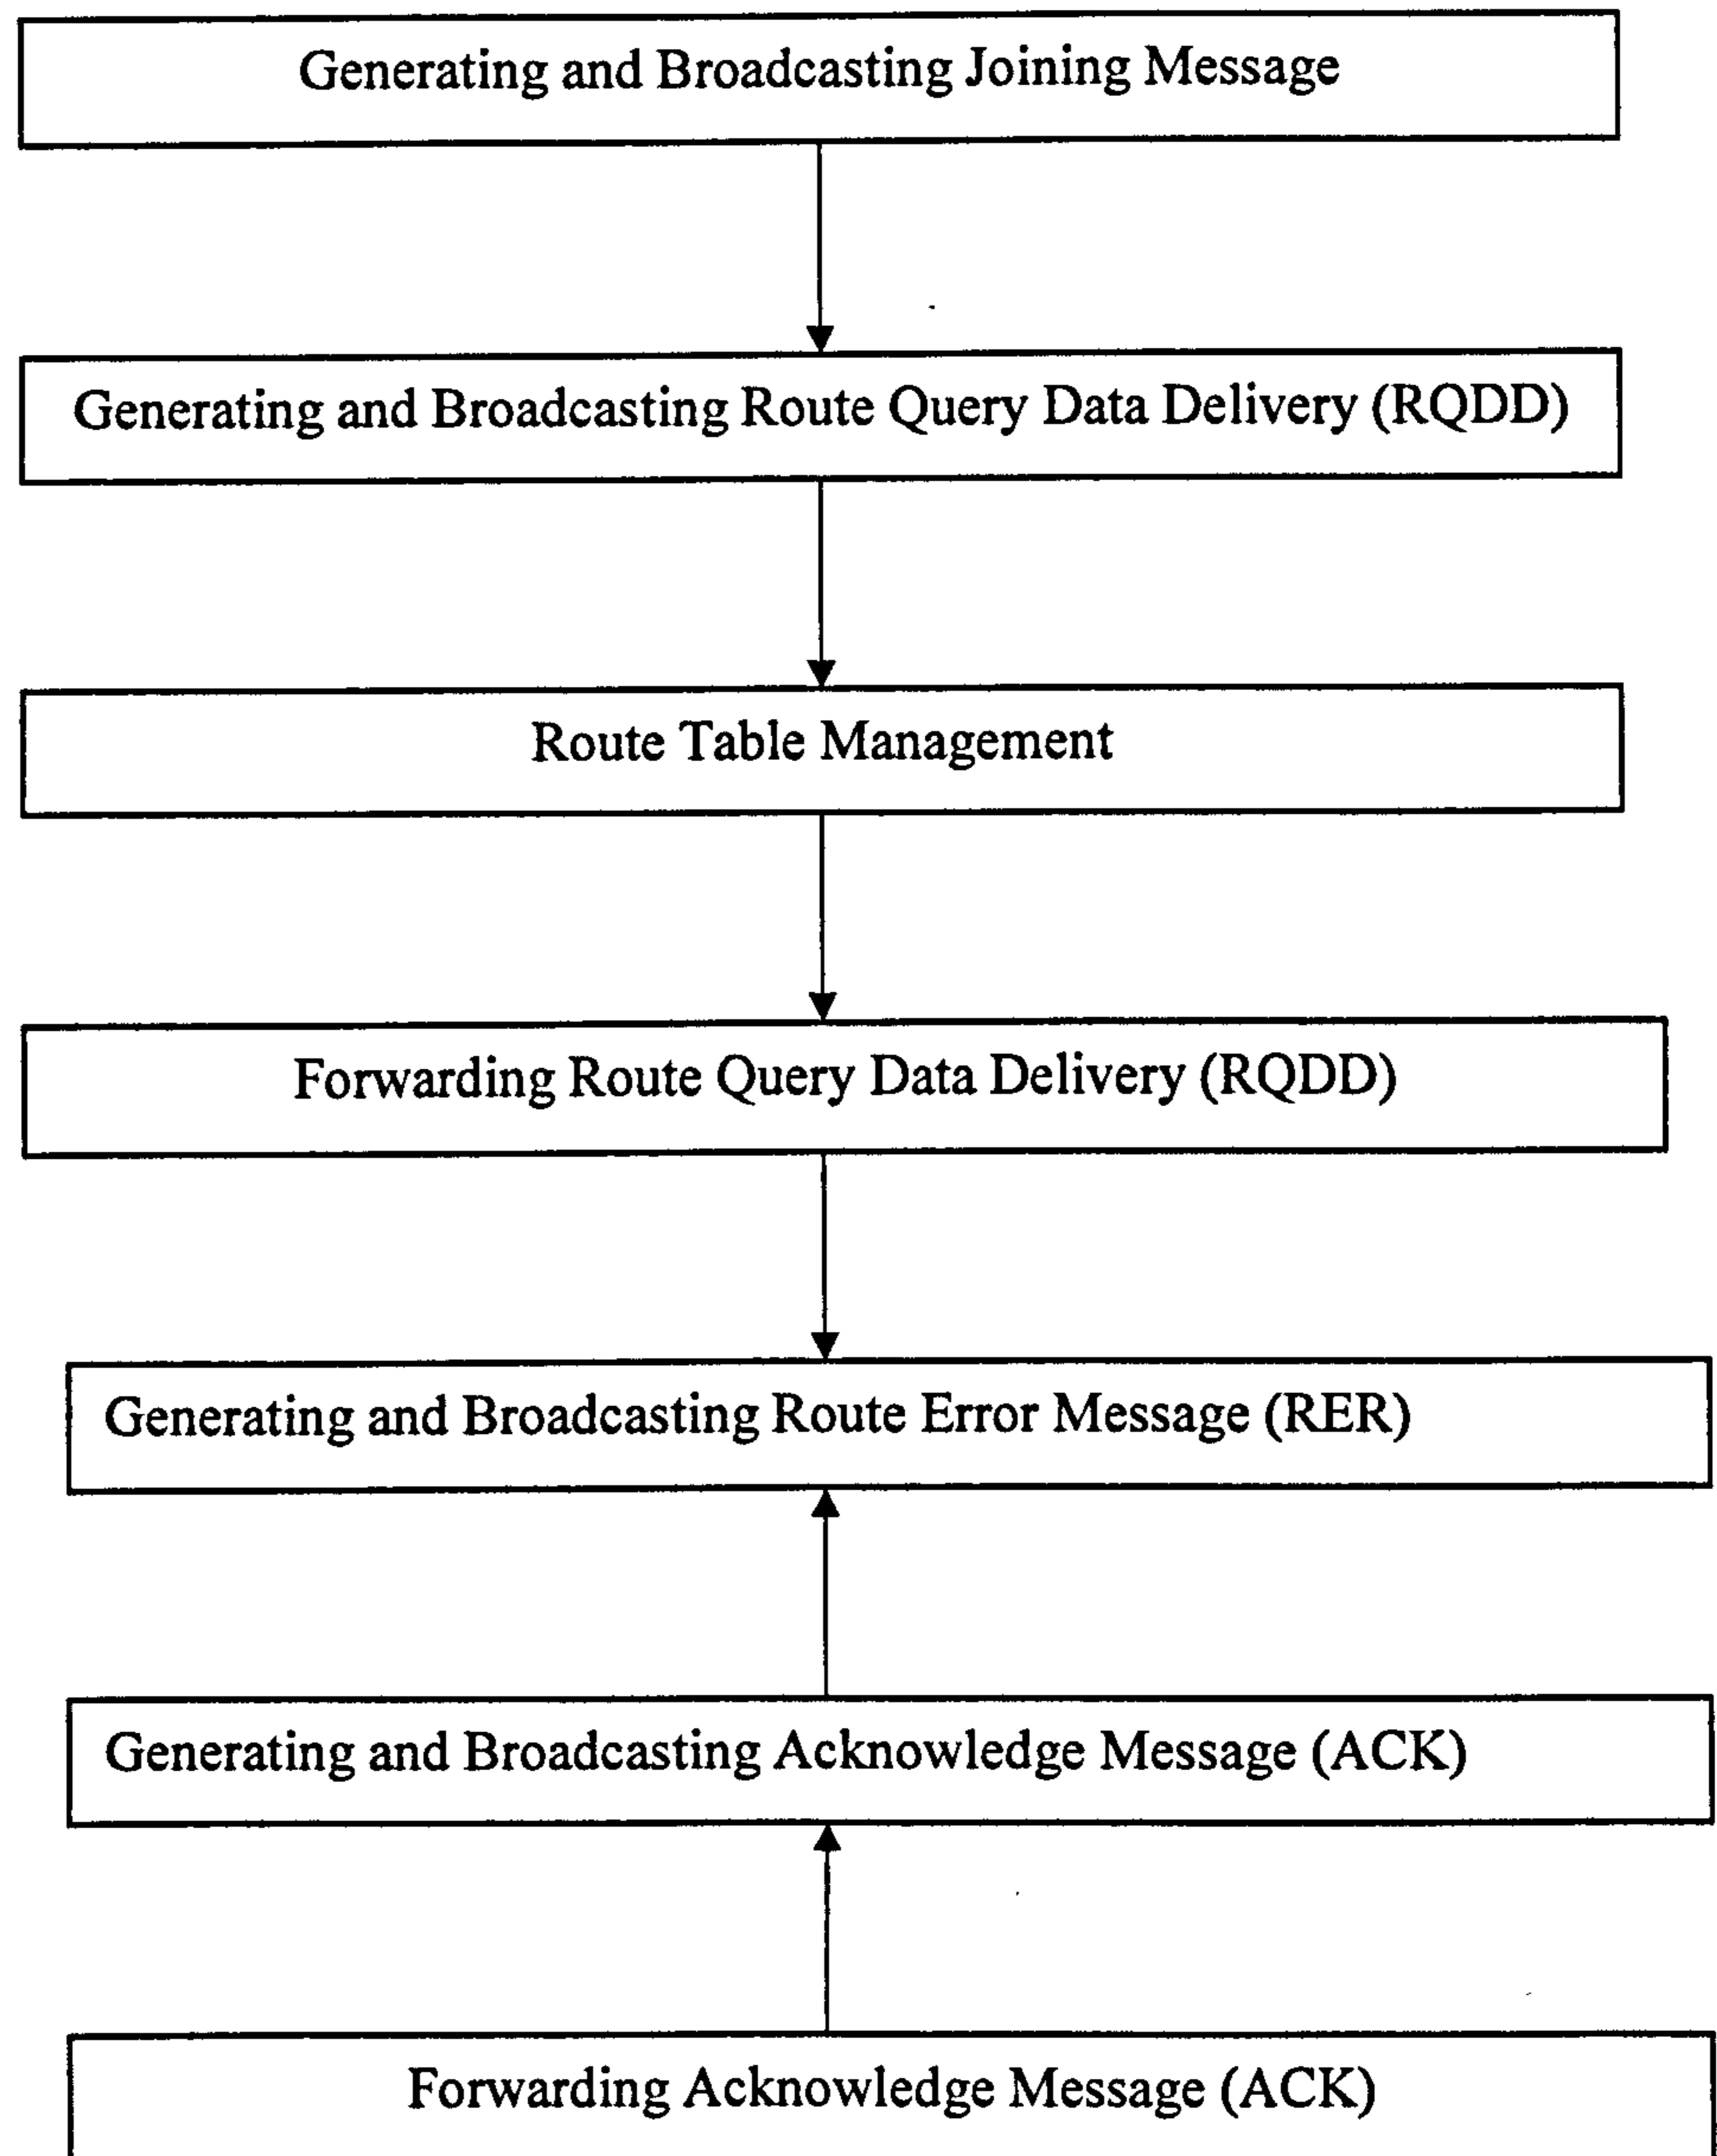 Generating and Broadcasting Joining Message
Generating and Broadcasting Route Query Data Delivery (RQDD)
Route Table Management
Forwarding Route Query Data Delivery (RQDD)
Generating and Broadcasting Route Error Message (RER)
Generating and Broadcasting Acknowledge Message (ACK)
Forwarding Acknowledge Message (ACK)